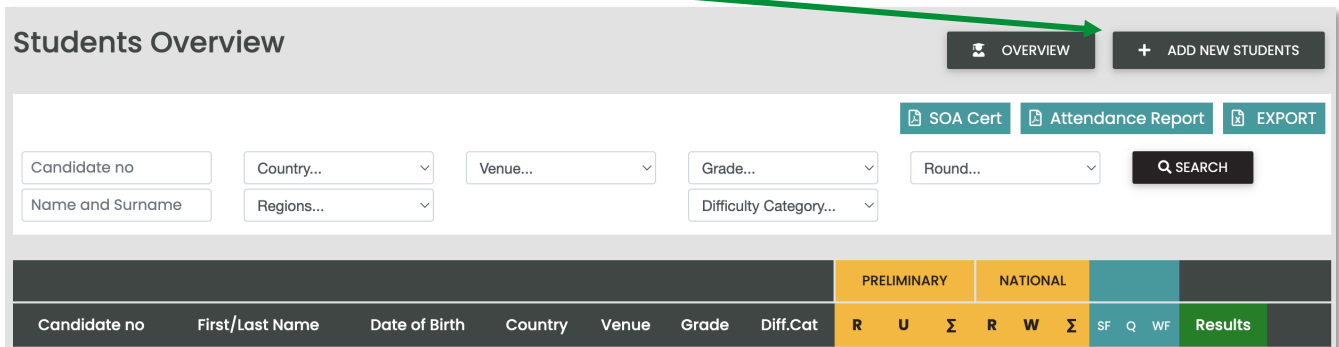 Students Overview
OVERVIEW
+ ADD NEW STUDENTS
SOA Cert
Attendance Report
EXPORT
Candidate no
Country...
Venue...
Grade...
Round...
SEARCH
Name and Surname
Regions...
Difficulty Category...
PRELIMINARY NATIONAL
Candidate no First/Last Name Date of Birth Country Venue Grade Diff.Cat R U Σ R W Σ SF Q WF Results